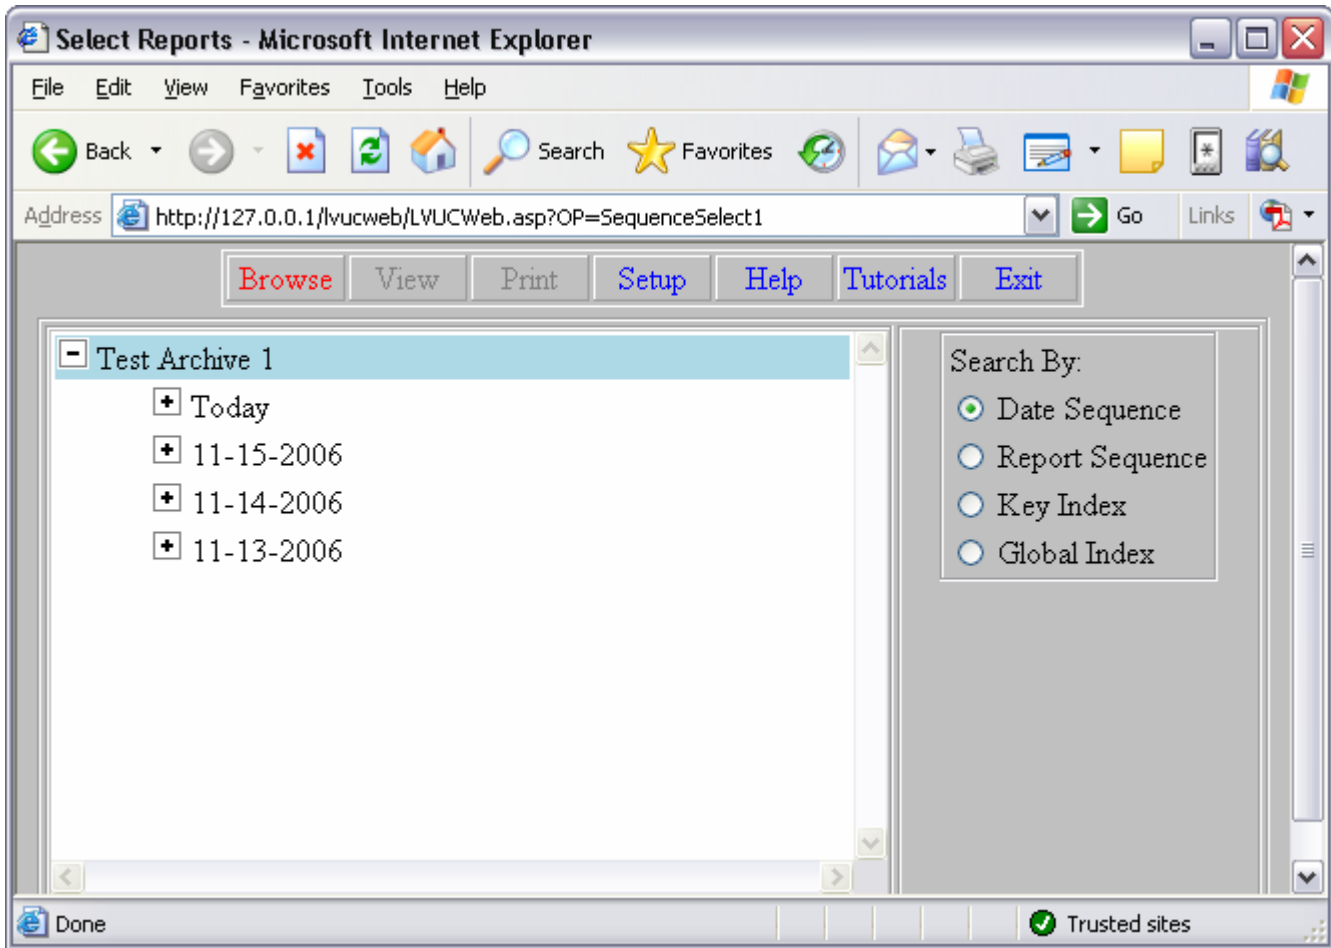 Select Reports - Microsoft Internet Explorer
File Edit View Favorites Tools Help
Back Search Favorites
Address http://127.0.0.1/lvucweb/LVUCWeb.asp?OP=SequenceSelect1 Go Links
Browse View Print Setup Help Tutorials Exit
Test Archive 1
Today
11-15-2006
11-14-2006
11-13-2006
Search By:
Date Sequence
Report Sequence
Key Index
Global Index
Done Trusted sites